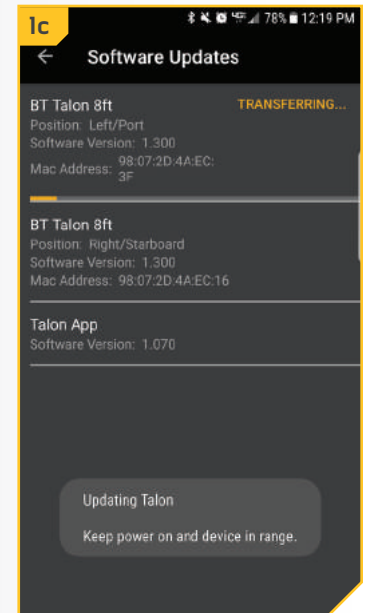 1c
78% 12:19 PM
Software Updates
BT Talon 8ft TRANSFERRING...
Position: Left/Port
Software Version: 1.300
Mac Address: 98:07:2D:4A:EC:
3F
BT Talon 8ft
Position: Right/Starboard
Software Version: 1.300
Mac Address: 98:07:2D:4A:EC:16
Talon App
Software Version: 1.070
Updating Talon
Keep power on and device in range.